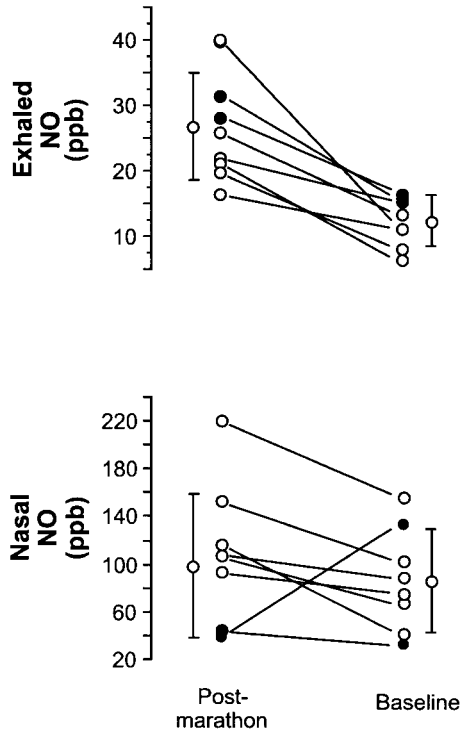 Exhaled
NO
(ppb)
40
30
20
10
Nasal
NO
(ppb)
220
180
140
100
60
20
Post-
marathon
Baseline